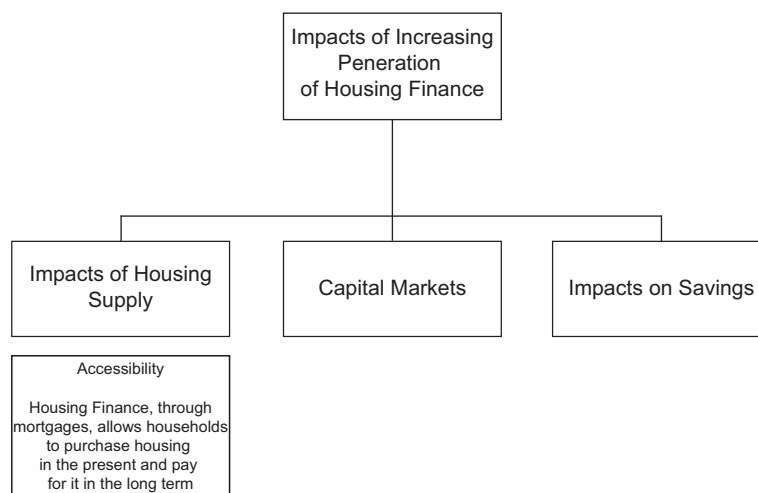 Impacts of Increasing
Peneration
of Housing Finance
Impacts of Housing
Supply
Capital Markets
Impacts on Savings
Accessibility
Housing Finance, through
mortgages, allows households
to purchase housing
in the present and pay
for it in the long term